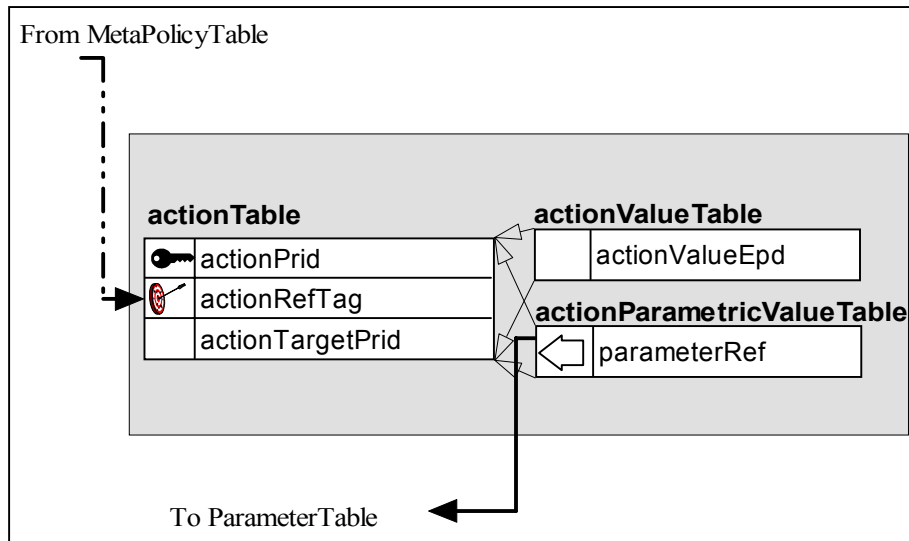 From MetaPolicyTable
actionTable
actionPrid
actionRefTag
actionTargetPrid
actionValueTable
actionValueEpd
actionParametricValueTable
parameterRef
To ParameterTable